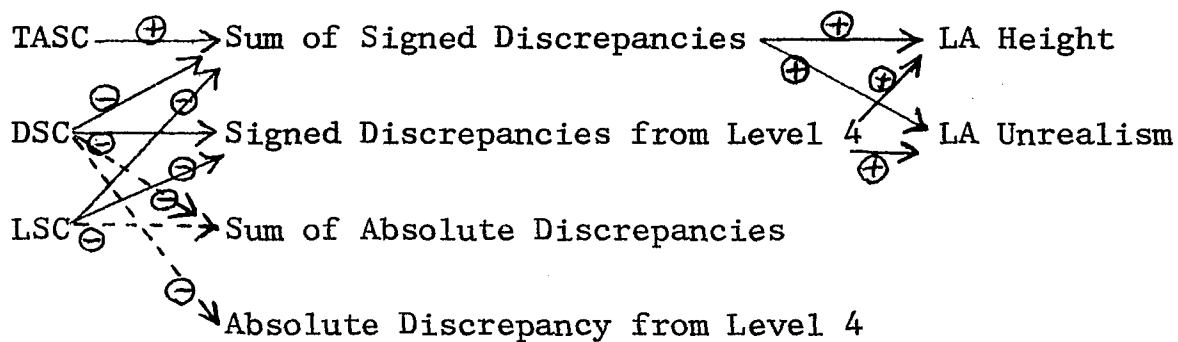 TASC + Sum of Signed Discrepancies + LA Height
− − + +
DSC − Signed Discrepancies from Level 4 LA Unrealism
− − +
LSC − Sum of Absolute Discrepancies
−
Absolute Discrepancy from Level 4